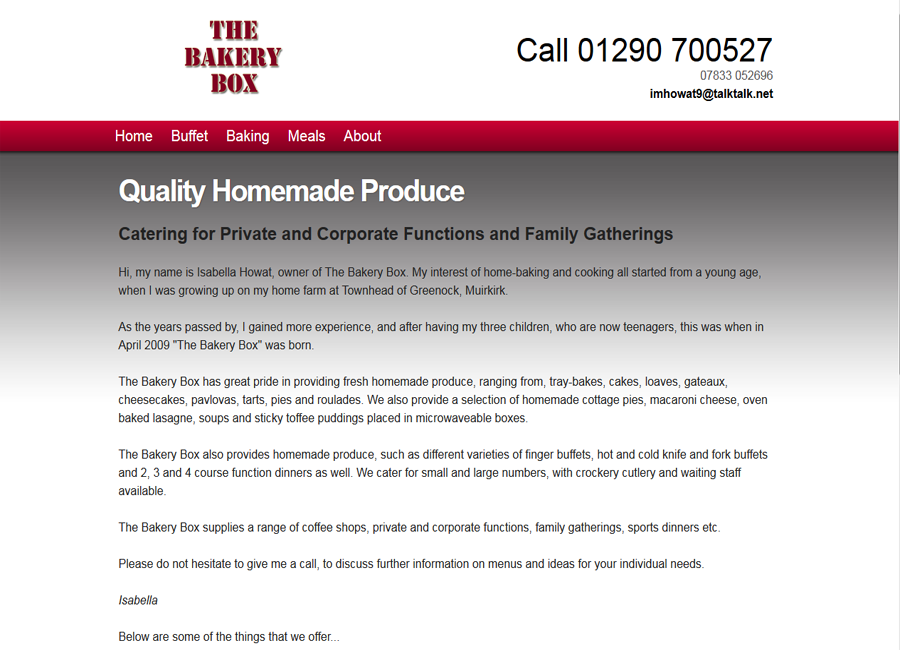 THE
BAKERY
BOX
Call 01290 700527
07833 052696
imhowat9@talktalk.net
Home Buffet Baking Meals About
Quality Homemade Produce
Catering for Private and Corporate Functions and Family Gatherings
Hi, my name is Isabella Howat, owner of The Bakery Box. My interest of home-baking and cooking all started from a young age,
when I was growing up on my home farm at Townhead of Greenock, Muirkirk.
As the years passed by, I gained more experience, and after having my three children, who are now teenagers, this was when in
April 2009 "The Bakery Box" was born.
The Bakery Box has great pride in providing fresh homemade produce, ranging from, tray-bakes, cakes, loaves, gateaux,
cheesecakes, pavlovas, tarts, pies and roulades. We also provide a selection of homemade cottage pies, macaroni cheese, oven
baked lasagne, soups and sticky toffee puddings placed in microwaveable boxes.
The Bakery Box also provides homemade produce, such as different varieties of finger buffets, hot and cold knife and fork buffets
and 2, 3 and 4 course function dinners as well. We cater for small and large numbers, with crockery cutlery and waiting staff
available.
The Bakery Box supplies a range of coffee shops, private and corporate functions, family gatherings, sports dinners etc.
Please do not hesitate to give me a call, to discuss further information on menus and ideas for your individual needs.
Isabella
Below are some of the things that we offer...